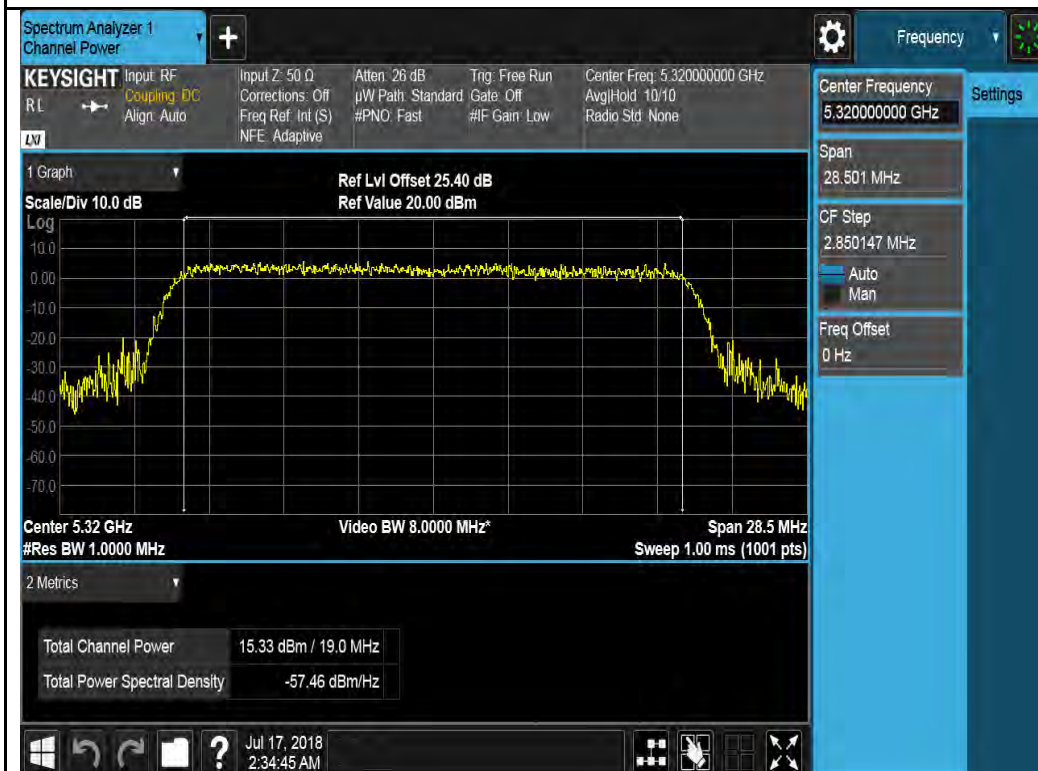 Spectrum Analyzer 1
Channel Power
+
Frequency
KEYSIGHT
R L
LXI
Input: RF
Coupling: DC
Align: Auto
Input Z: 50 Ω
Corrections: Off
Freq Ref: Int (S)
NFE: Adaptive
Atten: 26 dB
µW Path: Standard
#PNO: Fast
Trig: Free Run
Gate: Off
#IF Gain: Low
Center Freq: 5.320000000 GHz
Avg|Hold: 10/10
Radio Std: None
Center Frequency
5.320000000 GHz
Settings
Span
28.501 MHz
CF Step
2.850147 MHz
Auto
Man
Freq Offset
0 Hz
1 Graph
Scale/Div 10.0 dB
Ref Lvl Offset 25.40 dB
Ref Value 20.00 dBm
Log
10.0
0.00
-10.0
-20.0
-30.0
-40.0
-50.0
-60.0
-70.0
Center 5.32 GHz
#Res BW 1.0000 MHz
Video BW 8.0000 MHz*
Span 28.5 MHz
Sweep 1.00 ms (1001 pts)
2 Metrics
Total Channel Power 15.33 dBm / 19.0 MHz
Total Power Spectral Density -57.46 dBm/Hz
?
Jul 17, 2018
2:34:45 AM